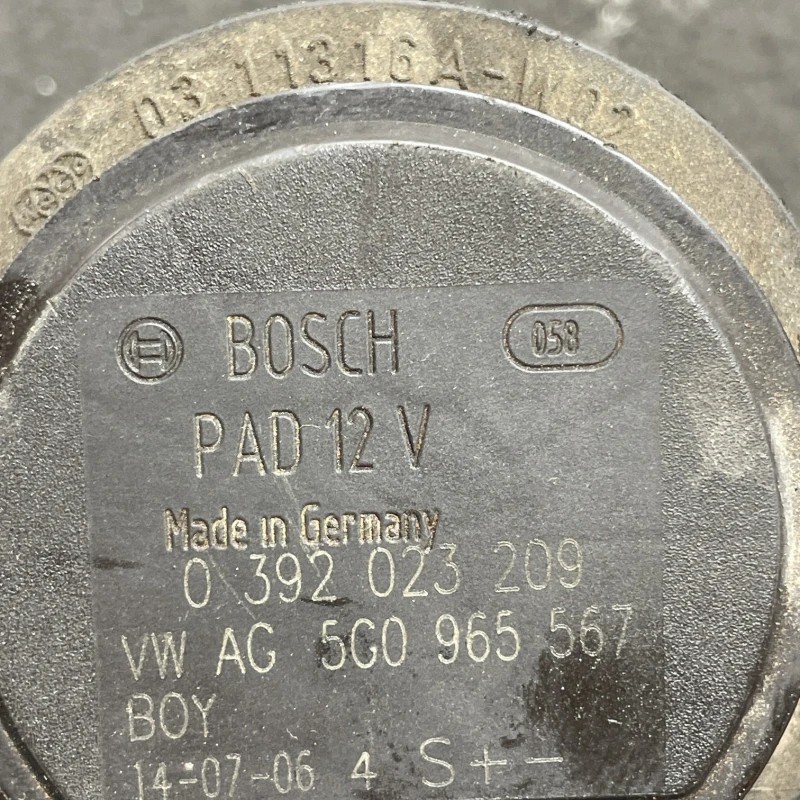 03 11316A-W02
BOSCH 058
PAD 12 V
Made in Germany
0 392 023 209
VW AG 5G0 965 567
BOY
14-07-06 4 S + -